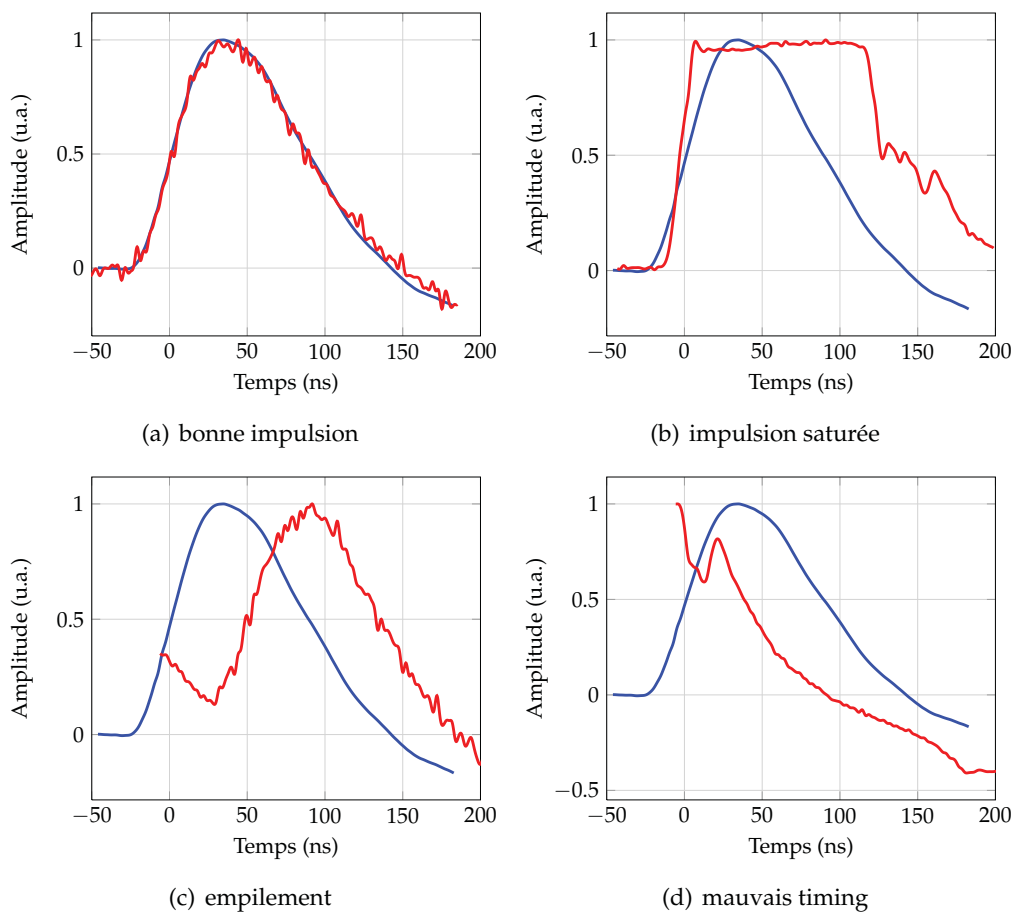 1
0.5
0
Amplitude (u.a.)
−50 0 50 100 150 200
Temps (ns)
(a) bonne impulsion
1
0.5
0
Amplitude (u.a.)
−50 0 50 100 150 200
Temps (ns)
(b) impulsion saturée
1
0.5
0
Amplitude (u.a.)
−50 0 50 100 150 200
Temps (ns)
(c) empilement
1
0.5
0
−0.5
Amplitude (u.a.)
−50 0 50 100 150 200
Temps (ns)
(d) mauvais timing